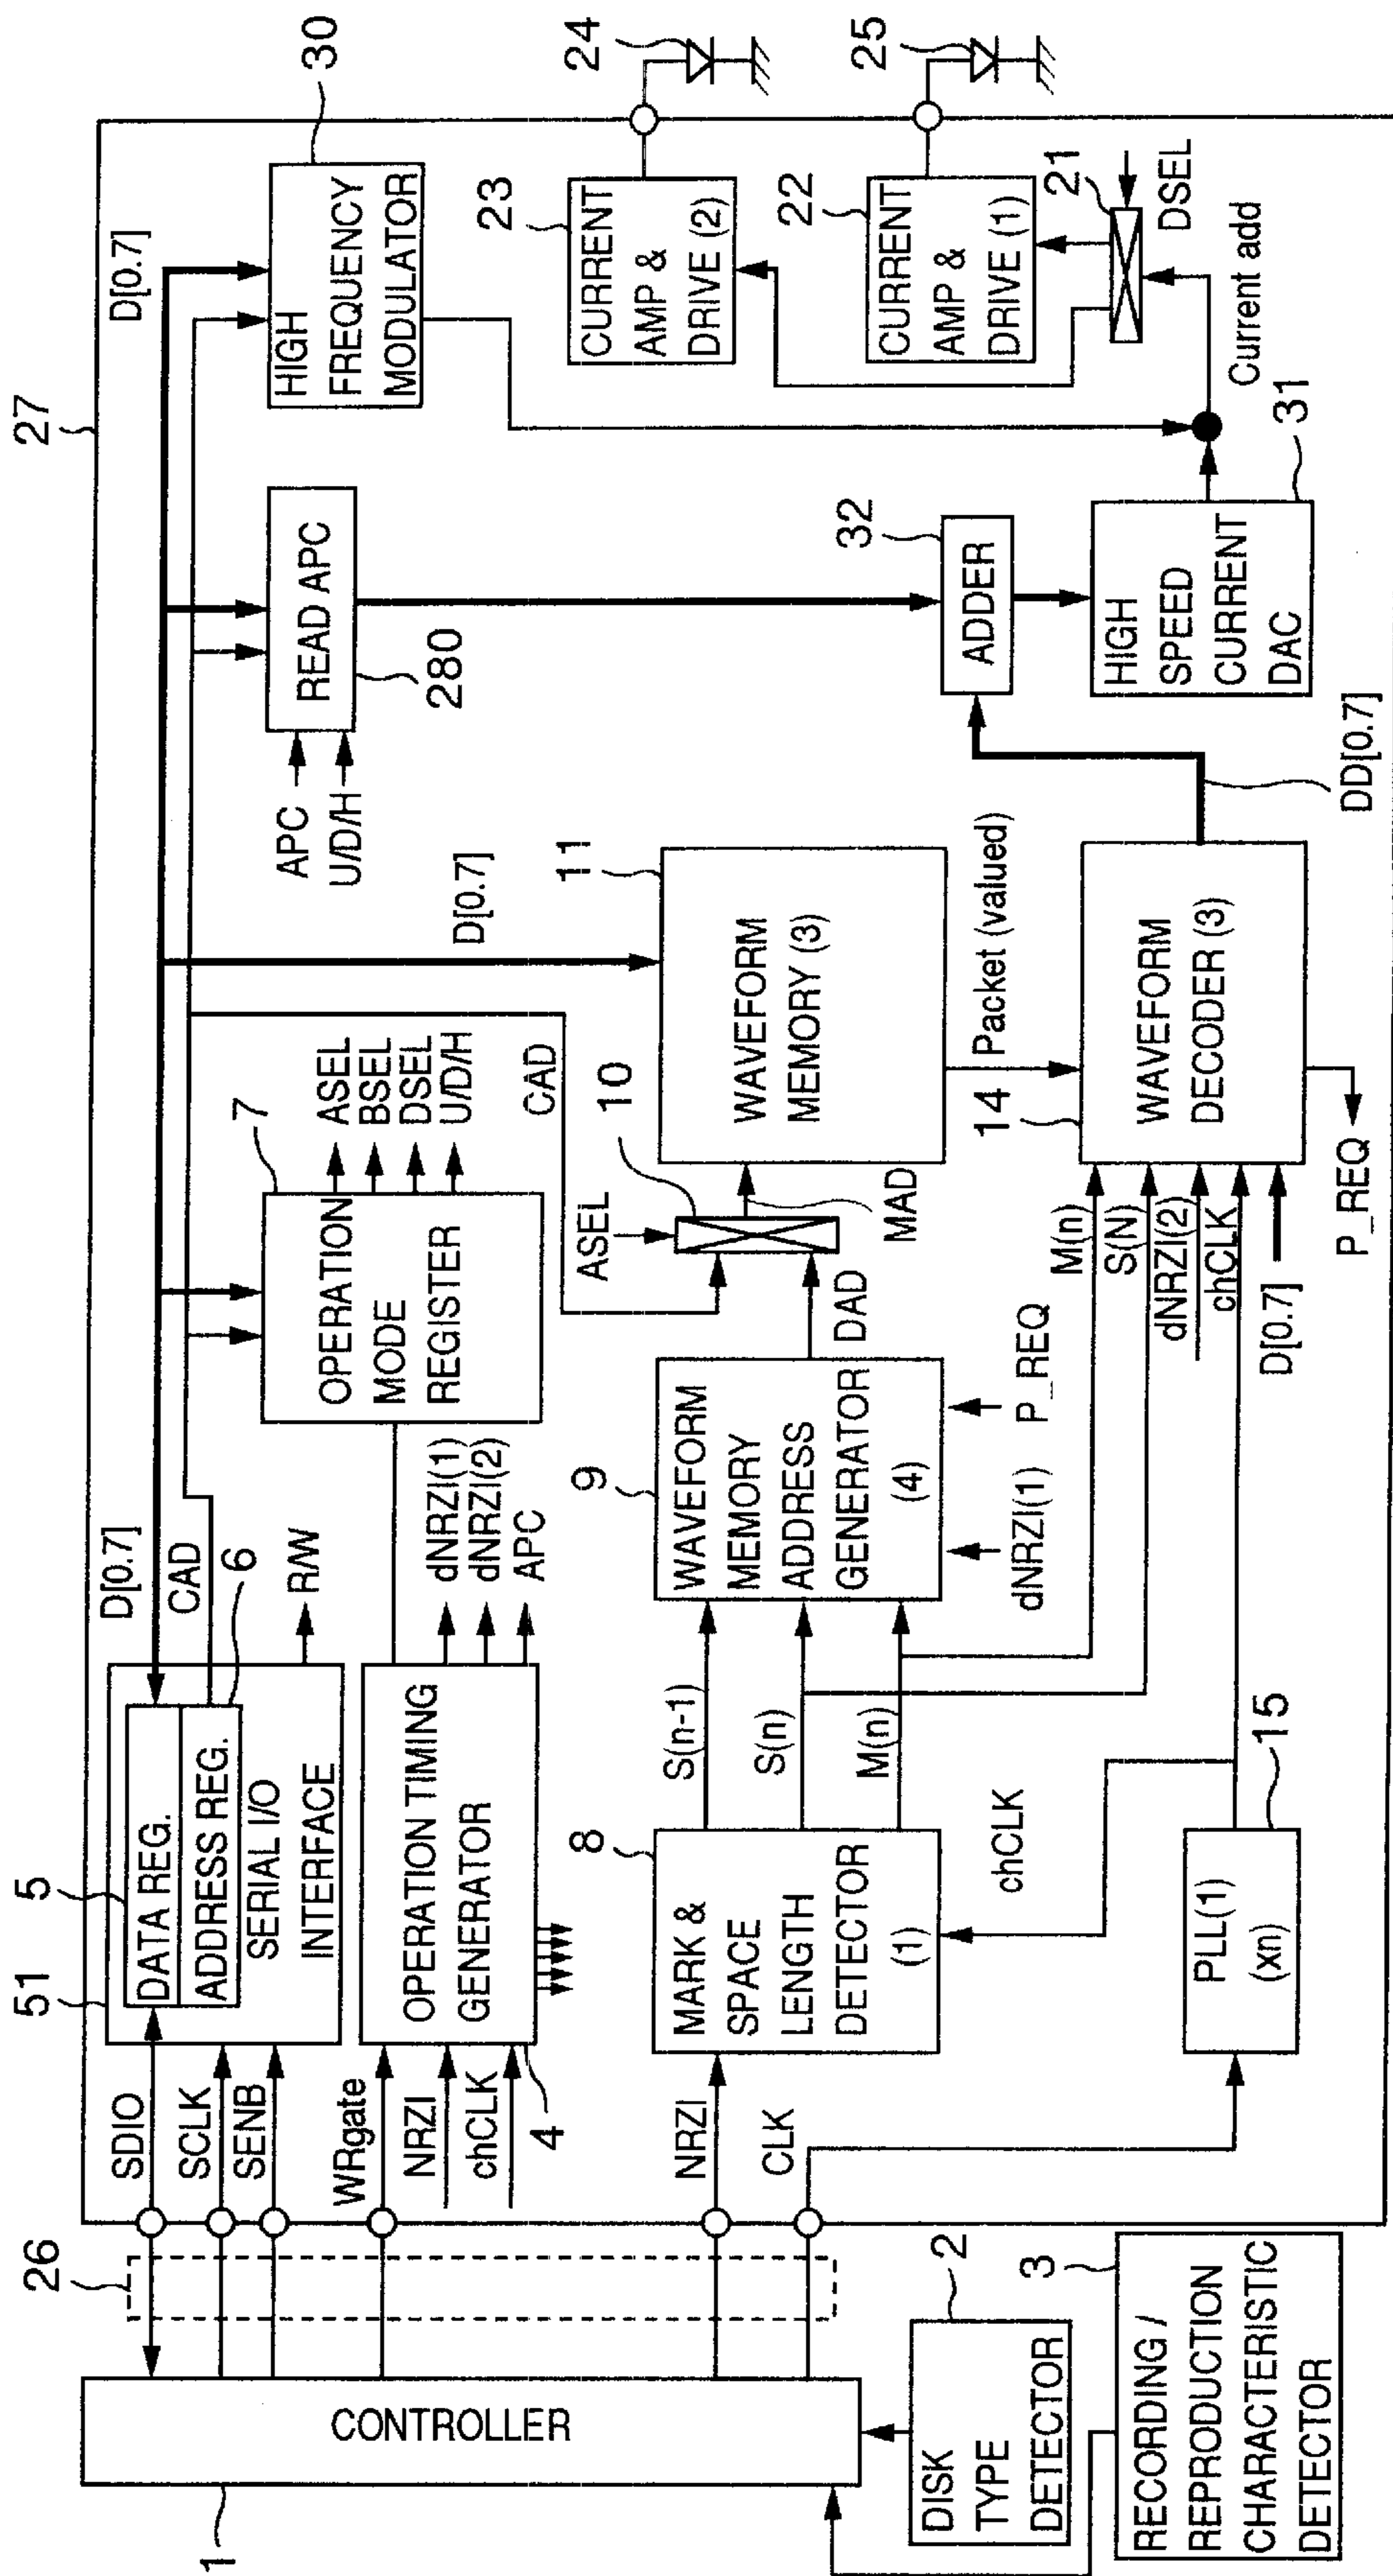 27
D[0.7]
30
HIGH
FREQUENCY
MODULATOR
24
23
CURRENT
AMP &
DRIVE (2)
25
22
CURRENT
AMP &
DRIVE (1)
21
DSEL
Current add
READ APC
280
APC
U/D/H
32
ADDER
31
HIGH
SPEED
CURRENT
DAC
D[0.7]
11
WAVEFORM
MEMORY (3)
Packet (valued)
14
WAVEFORM
DECODER (3)
DD[0.7]
P_REQ
7
OPERATION
MODE
REGISTER
ASEL
BSEL
DSEL
U/D/H
CAD
10
ASEL
MAD
DAD
M(n)
S(N)
dNRZI(2)
chCLK
D[0.7]
9
WAVEFORM
MEMORY
ADDRESS
GENERATOR
(4)
P_REQ
dNRZI(1)
D[0.7]
CAD
6
R/W
51
5
DATA REG.
ADDRESS REG.
SERIAL I/O
INTERFACE
OPERATION TIMING
GENERATOR
dNRZI(1)
dNRZI(2)
APC
4
8
MARK &
SPACE
LENGTH
DETECTOR
(1)
S(n-1)
S(n)
M(n)
chCLK
15
PLL(1)
(xn)
SDIO
SCLK
SENB
WRgate
NRZI
chCLK
NRZI
CLK
26
1
CONTROLLER
2
DISK
TYPE
DETECTOR
3
RECORDING /
REPRODUCTION
CHARACTERISTIC
DETECTOR